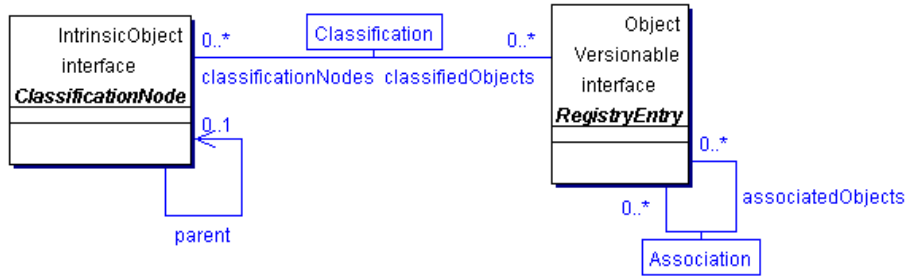 IntrinsicObject
interface
ClassificationNode
0..*
Classification
0..*
classificationNodes classifiedObjects
Object
Versionable
interface
RegistryEntry
0..1
parent
0..*
associatedObjects
0..*
Association